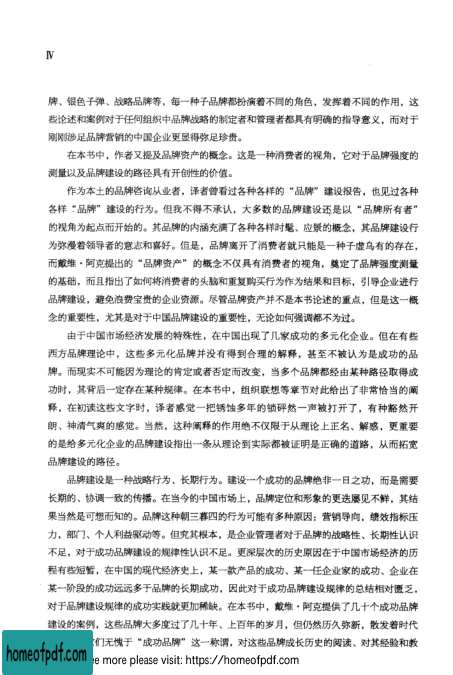 Ⅳ
牌、银色子弹、战略品牌等，每一种子品牌都扮演着不同的角色，发挥着不同的作用，这
些论述和案例对于任何组织中品牌战略的制定者和管理者都具有明确的指导意义，而对于
刚刚涉足品牌营销的中国企业更显得弥足珍贵。
在本书中，作者又提及品牌资产的概念。这是一种消费者的视角，它对于品牌强度的
测量以及品牌建设的路径具有开创性的价值。
作为本土的品牌咨询从业者，译者曾看过各种各样的“品牌”建设报告，也见过各种
各样“品牌”建设的行为。但我不得不承认，大多数的品牌建设还是以“品牌所有者”
的视角为起点而开始的。其品牌的内涵充满了各种各样时髦、应景的概念，其品牌建设行
为弥漫着领导者的意志和喜好。但是，品牌离开了消费者就只能是一种子虚乌有的存在，
而戴维·阿克提出的“品牌资产”的概念不仅具有消费者的视角，奠定了品牌强度测量
的基础，而且指出了如何将消费者的头脑和重复购买行为作为结果和目标，引导企业进行
品牌建设，避免浪费宝贵的企业资源。尽管品牌资产并不是本书论述的重点，但是这一概
念的重要性，尤其是对于中国品牌建设的重要性，无论如何强调都不为过。
由于中国市场经济发展的特殊性，在中国出现了几家成功的多元化企业。但在有些
西方品牌理论中，这些多元化品牌并没有得到合理的解释，甚至不被认为是成功的品
牌。而现实不可能因为理论的肯定或者否定而改变，当多个品牌都经由某种路径取得成
功时，其背后一定存在某种规律。在本书中，组织联想等章节对此给出了非常恰当的阐
释，在初读这些文字时，译者感觉一把锈蚀多年的锁砰然一声被打开了，有种豁然开
朗、神清气爽的感觉。当然，这种阐释的作用绝不仅限于从理论上正名、解惑，更重要
的是给多元化企业的品牌建设指出一条从理论到实际都被证明是正确的道路，从而拓宽
品牌建设的路径。
品牌建设是一种战略行为、长期行为。建设一个成功的品牌绝非一日之功，而是需要
长期的、协调一致的传播。在当今的中国市场上，品牌定位和形象的更迭屡见不鲜，其结
果当然是可想而知的。品牌这种朝三暮四的行为可能有多种原因：营销导向，绩效指标压
力，部门、个人利益驱动等。但究其根本，是企业管理者对于品牌的战略性、长期性认识
不足，对于成功品牌建设的规律性认识不足。更深层次的历史原因在于中国市场经济的历
程有些短暂，在中国的现代经济史上，某一款产品的成功、某一任企业家的成功、企业在
某一阶段的成功远远多于品牌的长期成功，因此对于成功品牌建设规律的总结相对匮乏，
对于品牌建设规律的成功实践就更加稀缺。在本书中，戴维·阿克提供了几十个成功品牌
建设的案例，这些品牌大多度过了几十年、上百年的岁月，但仍然历久弥新，散发着时代
们无愧于“成功品牌”这一称谓，对这些品牌成长历史的阅读、对其经验和教
homeofpdf.com
e more please visit: https://homeofpdf.com